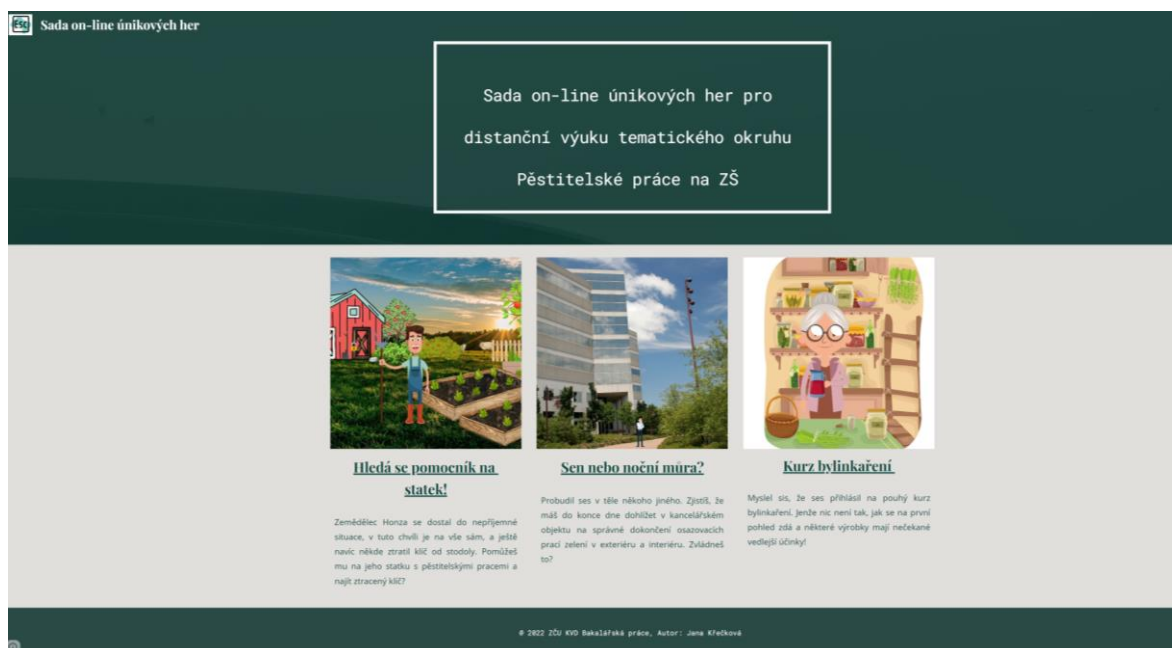 Sada on-line únikových her
Sada on-line únikových her pro
distanční výuku tematického okruhu
Pěstitelské práce na ZŠ
Hledá se pomocník na
statek!
Zemědělec Honza se dostal do nepříjemné
situace, v tuto chvíli je na vše sám, a ještě
navíc někde ztratil klíč od stodoly. Pomůžeš
mu na jeho statku s pěstitelskými pracemi a
najít ztracený klíč?
Sen nebo noční můra?
Probudil ses v těle někoho jiného. Zjistíš, že
máš do konce dne dohlížet v kancelářském
objektu na správné dokončení osazovacích
prací zeleni v exteriéru a interiéru. Zvládneš
to?
Kurz bylinkaření
Myslel sis, že ses přihlásil na pouhý kurz
bylinkaření. Jenže nic není tak, jak se na první
pohled zdá a některé výrobky mají nečekané
vedlejší účinky!
© 2022 ZČU KVD Bakalářská práce, Autor: Jana Křečková